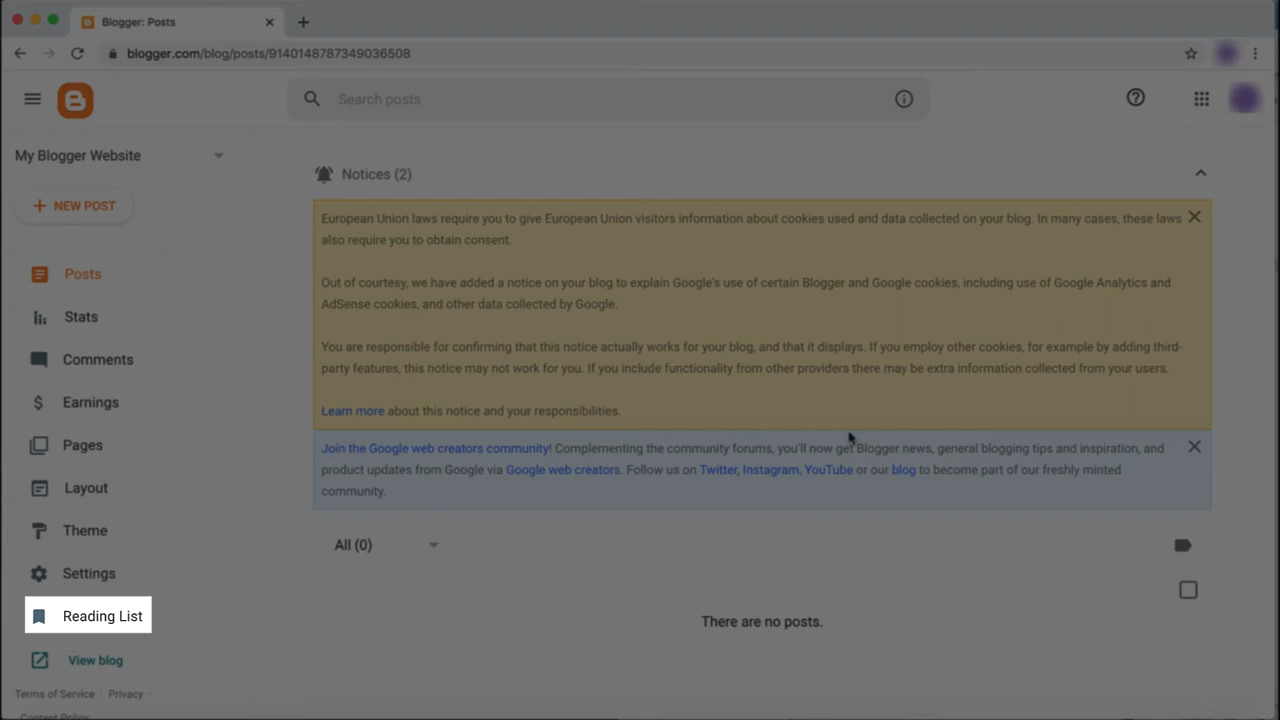 Blogger: Posts
blogger.com/blog/posts/9140148787349036508
Search posts
My Blogger Website
NEW POST
Posts
Stats
Comments
Earnings
Pages
Layout
Theme
Settings
Reading List
View blog
Terms of Service · Privacy ·
Content Policy
Notices (2)
European Union laws require you to give European Union visitors information about cookies used and data collected on your blog. In many cases, these laws
also require you to obtain consent.
Out of courtesy, we have added a notice on your blog to explain Google's use of certain Blogger and Google cookies, including use of Google Analytics and
AdSense cookies, and other data collected by Google.
You are responsible for confirming that this notice actually works for your blog, and that it displays. If you employ other cookies, for example by adding third-
party features, this notice may not work for you. If you include functionality from other providers there may be extra information collected from your users.
Learn more about this notice and your responsibilities.
Join the Google web creators community! Complementing the community forums, you'll now get Blogger news, general blogging tips and inspiration, and
product updates from Google via Google web creators. Follow us on Twitter, Instagram, YouTube or our blog to become part of our freshly minted
community.
All (0)
There are no posts.